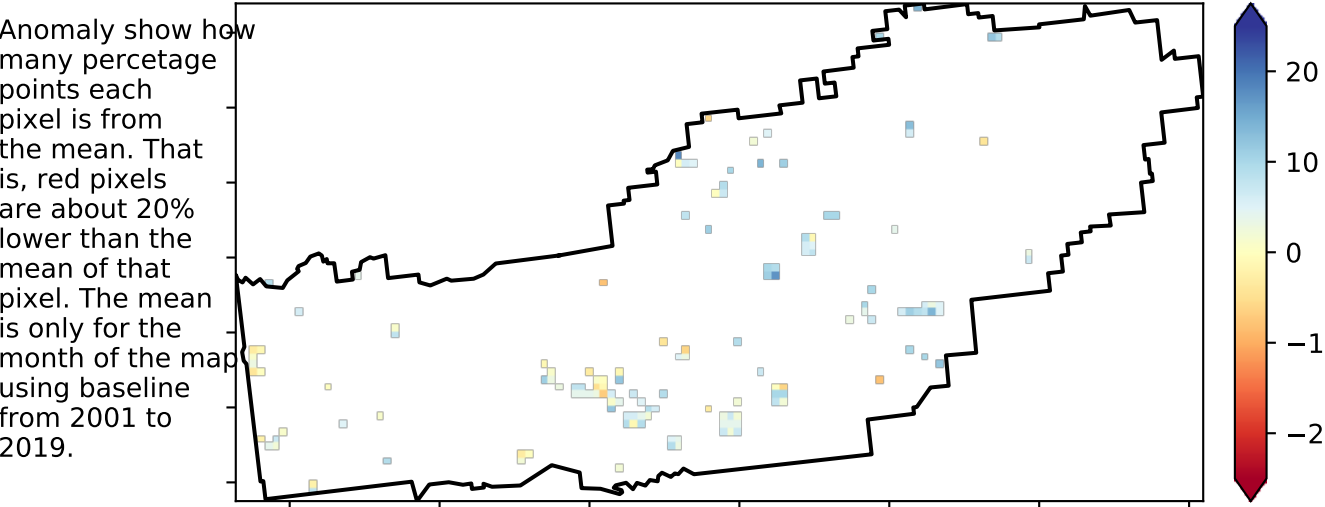 Anomaly show how
many percetage
points each
pixel is from
the mean. That
is, red pixels
are about 20%
lower than the
mean of that
pixel. The mean
is only for the
month of the map
using baseline
from 2001 to
2019.
20
10
0
−1
−2